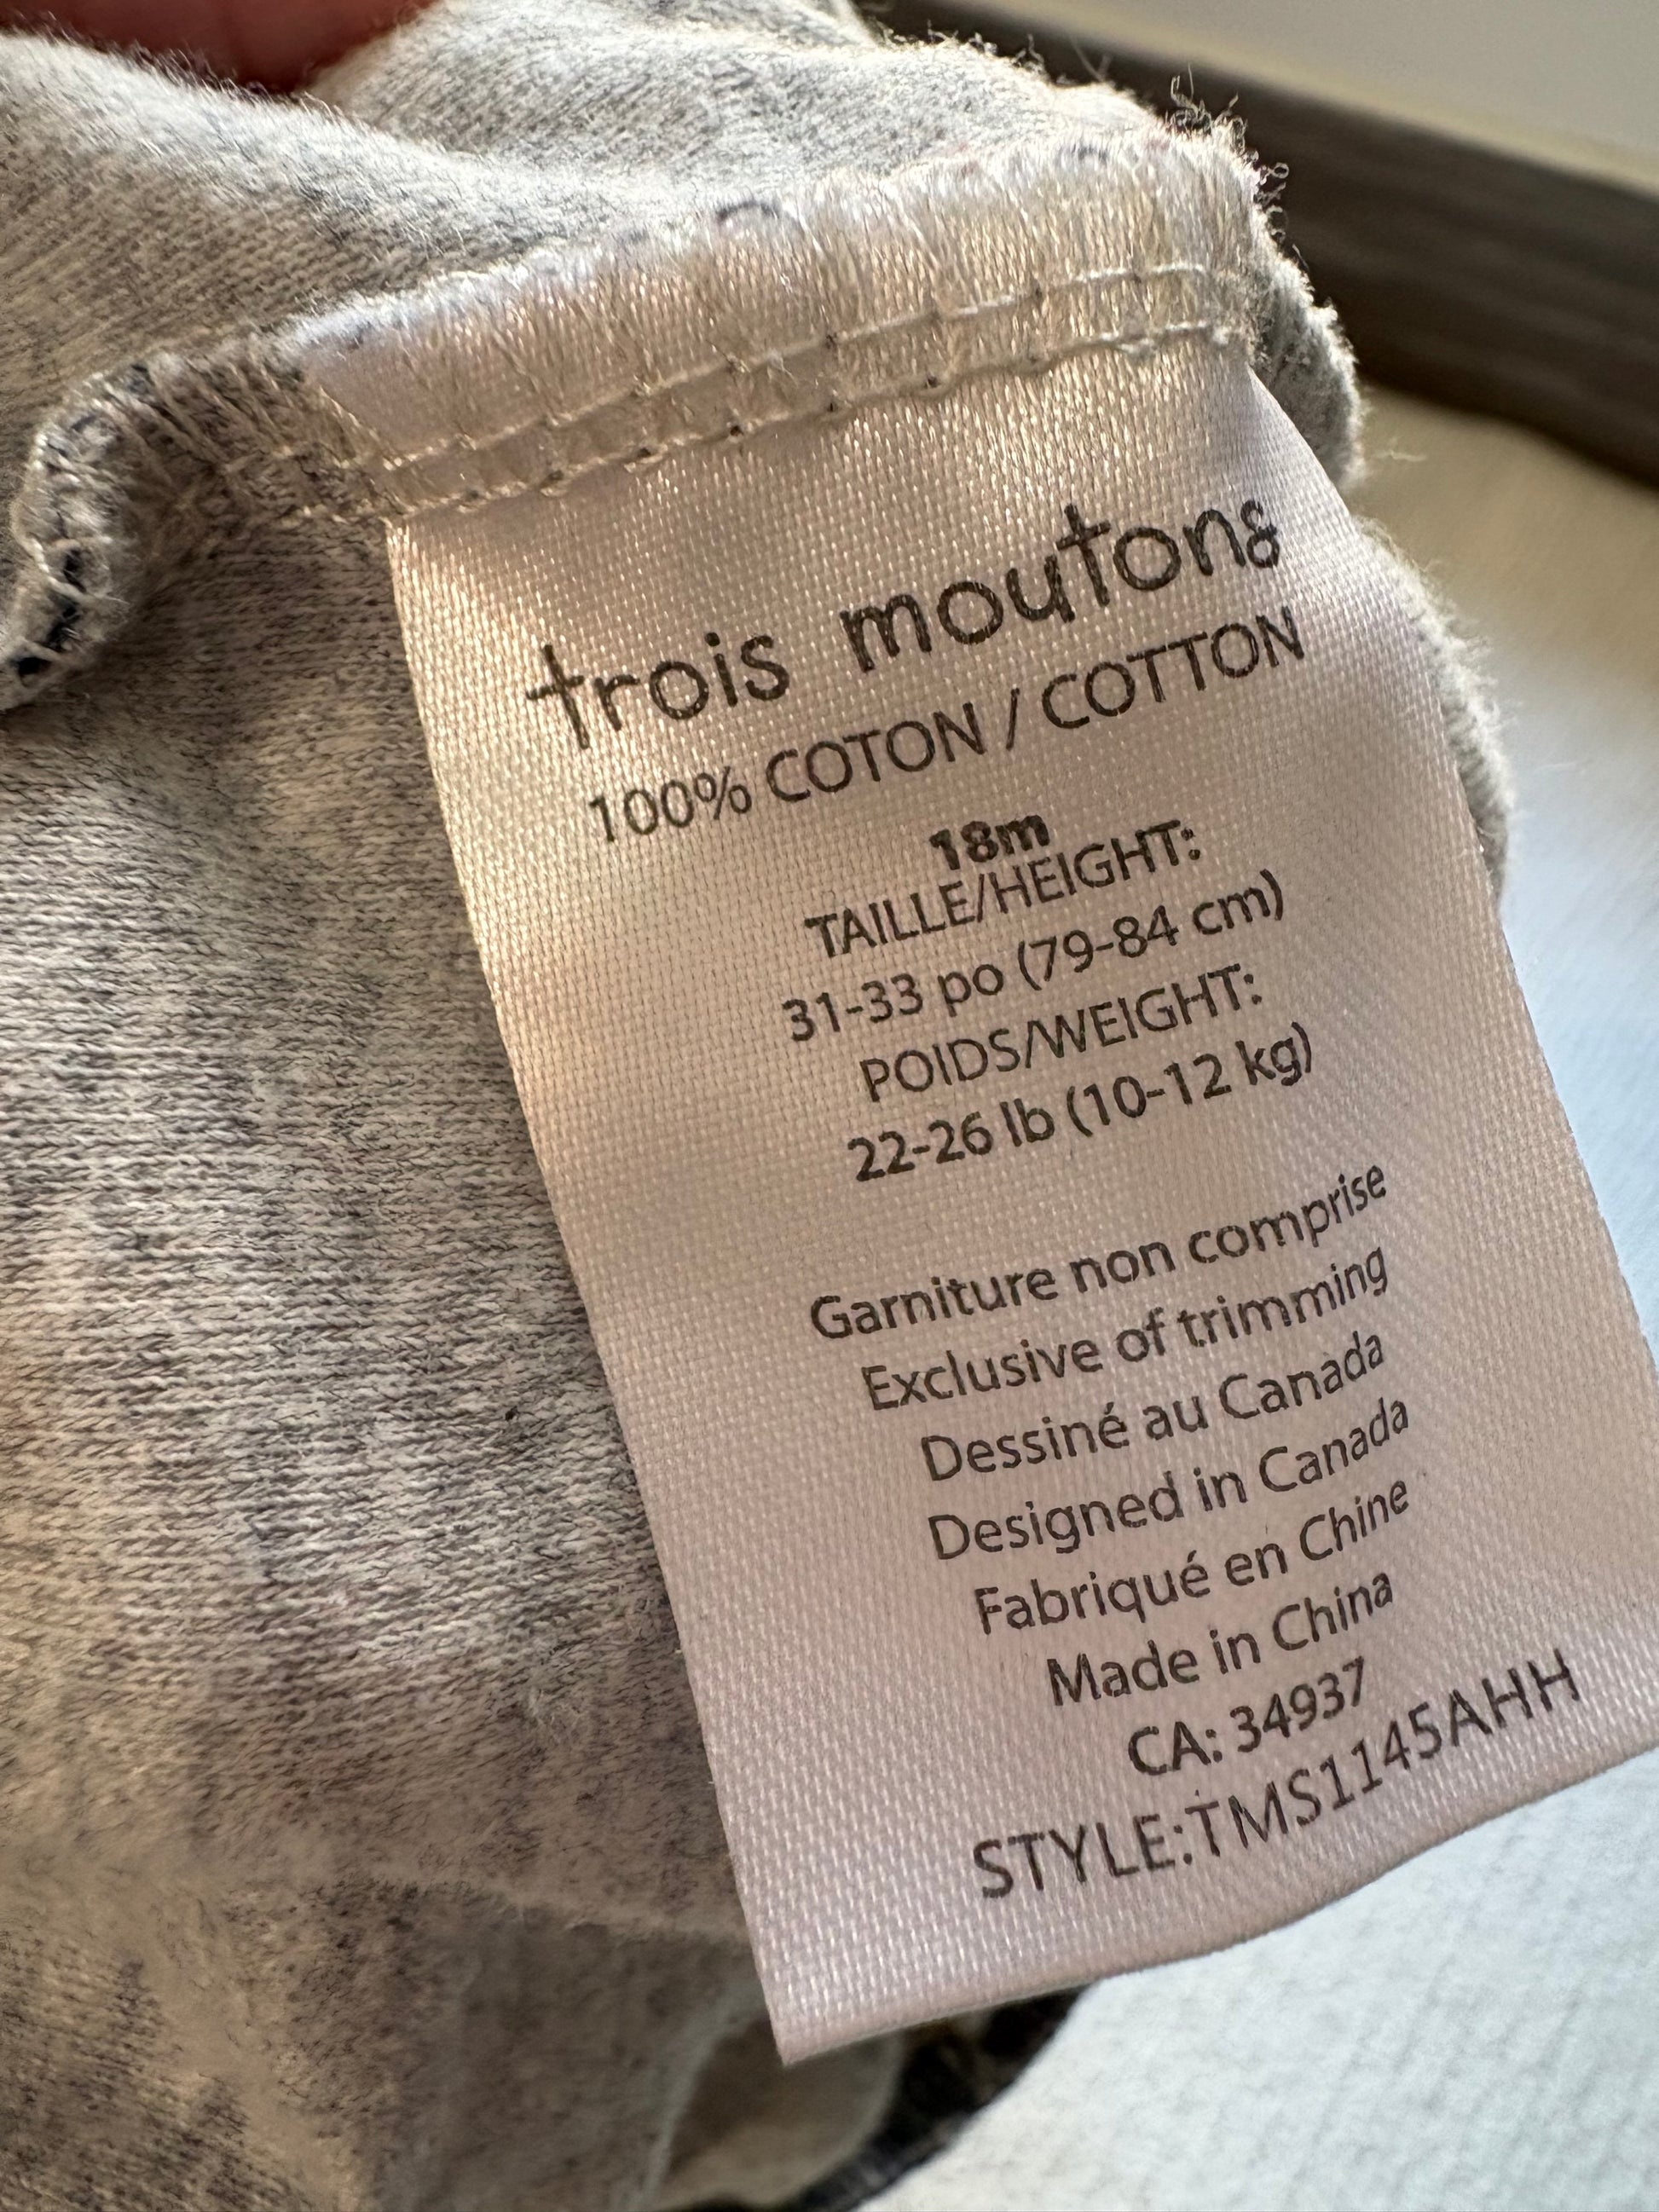 trois moutons
100% COTON / COTTON
18m
TAILLE/HEIGHT:
31-33 po (79-84 cm)
POIDS/WEIGHT:
22-26 lb (10-12 kg)
Garniture non comprise
Exclusive of trimming
Dessiné au Canada
Designed in Canada
Fabriqué en Chine
Made in China
CA: 34937
STYLE:TMS1145AHH